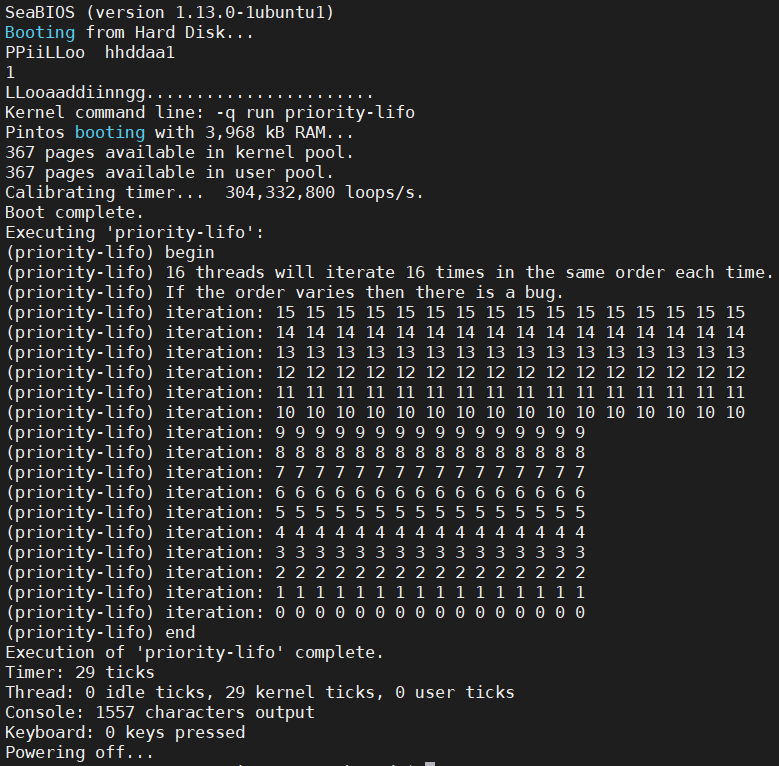 SeaBIOS (version 1.13.0-1ubuntu1)
Booting from Hard Disk...
PPiiLLoo  hhddaa1
1
LLooaaddiinngg.......................
Kernel command line: -q run priority-lifo
Pintos booting with 3,968 kB RAM...
367 pages available in kernel pool.
367 pages available in user pool.
Calibrating timer...  304,332,800 loops/s.
Boot complete.
Executing 'priority-lifo':
(priority-lifo) begin
(priority-lifo) 16 threads will iterate 16 times in the same order each time.
(priority-lifo) If the order varies then there is a bug.
(priority-lifo) iteration: 15 15 15 15 15 15 15 15 15 15 15 15 15 15 15 15
(priority-lifo) iteration: 14 14 14 14 14 14 14 14 14 14 14 14 14 14 14 14
(priority-lifo) iteration: 13 13 13 13 13 13 13 13 13 13 13 13 13 13 13 13
(priority-lifo) iteration: 12 12 12 12 12 12 12 12 12 12 12 12 12 12 12 12
(priority-lifo) iteration: 11 11 11 11 11 11 11 11 11 11 11 11 11 11 11 11
(priority-lifo) iteration: 10 10 10 10 10 10 10 10 10 10 10 10 10 10 10 10
(priority-lifo) iteration: 9 9 9 9 9 9 9 9 9 9 9 9 9 9 9 9
(priority-lifo) iteration: 8 8 8 8 8 8 8 8 8 8 8 8 8 8 8 8
(priority-lifo) iteration: 7 7 7 7 7 7 7 7 7 7 7 7 7 7 7 7
(priority-lifo) iteration: 6 6 6 6 6 6 6 6 6 6 6 6 6 6 6 6
(priority-lifo) iteration: 5 5 5 5 5 5 5 5 5 5 5 5 5 5 5 5
(priority-lifo) iteration: 4 4 4 4 4 4 4 4 4 4 4 4 4 4 4 4
(priority-lifo) iteration: 3 3 3 3 3 3 3 3 3 3 3 3 3 3 3 3
(priority-lifo) iteration: 2 2 2 2 2 2 2 2 2 2 2 2 2 2 2 2
(priority-lifo) iteration: 1 1 1 1 1 1 1 1 1 1 1 1 1 1 1 1
(priority-lifo) iteration: 0 0 0 0 0 0 0 0 0 0 0 0 0 0 0 0
(priority-lifo) end
Execution of 'priority-lifo' complete.
Timer: 29 ticks
Thread: 0 idle ticks, 29 kernel ticks, 0 user ticks
Console: 1557 characters output
Keyboard: 0 keys pressed
Powering off...